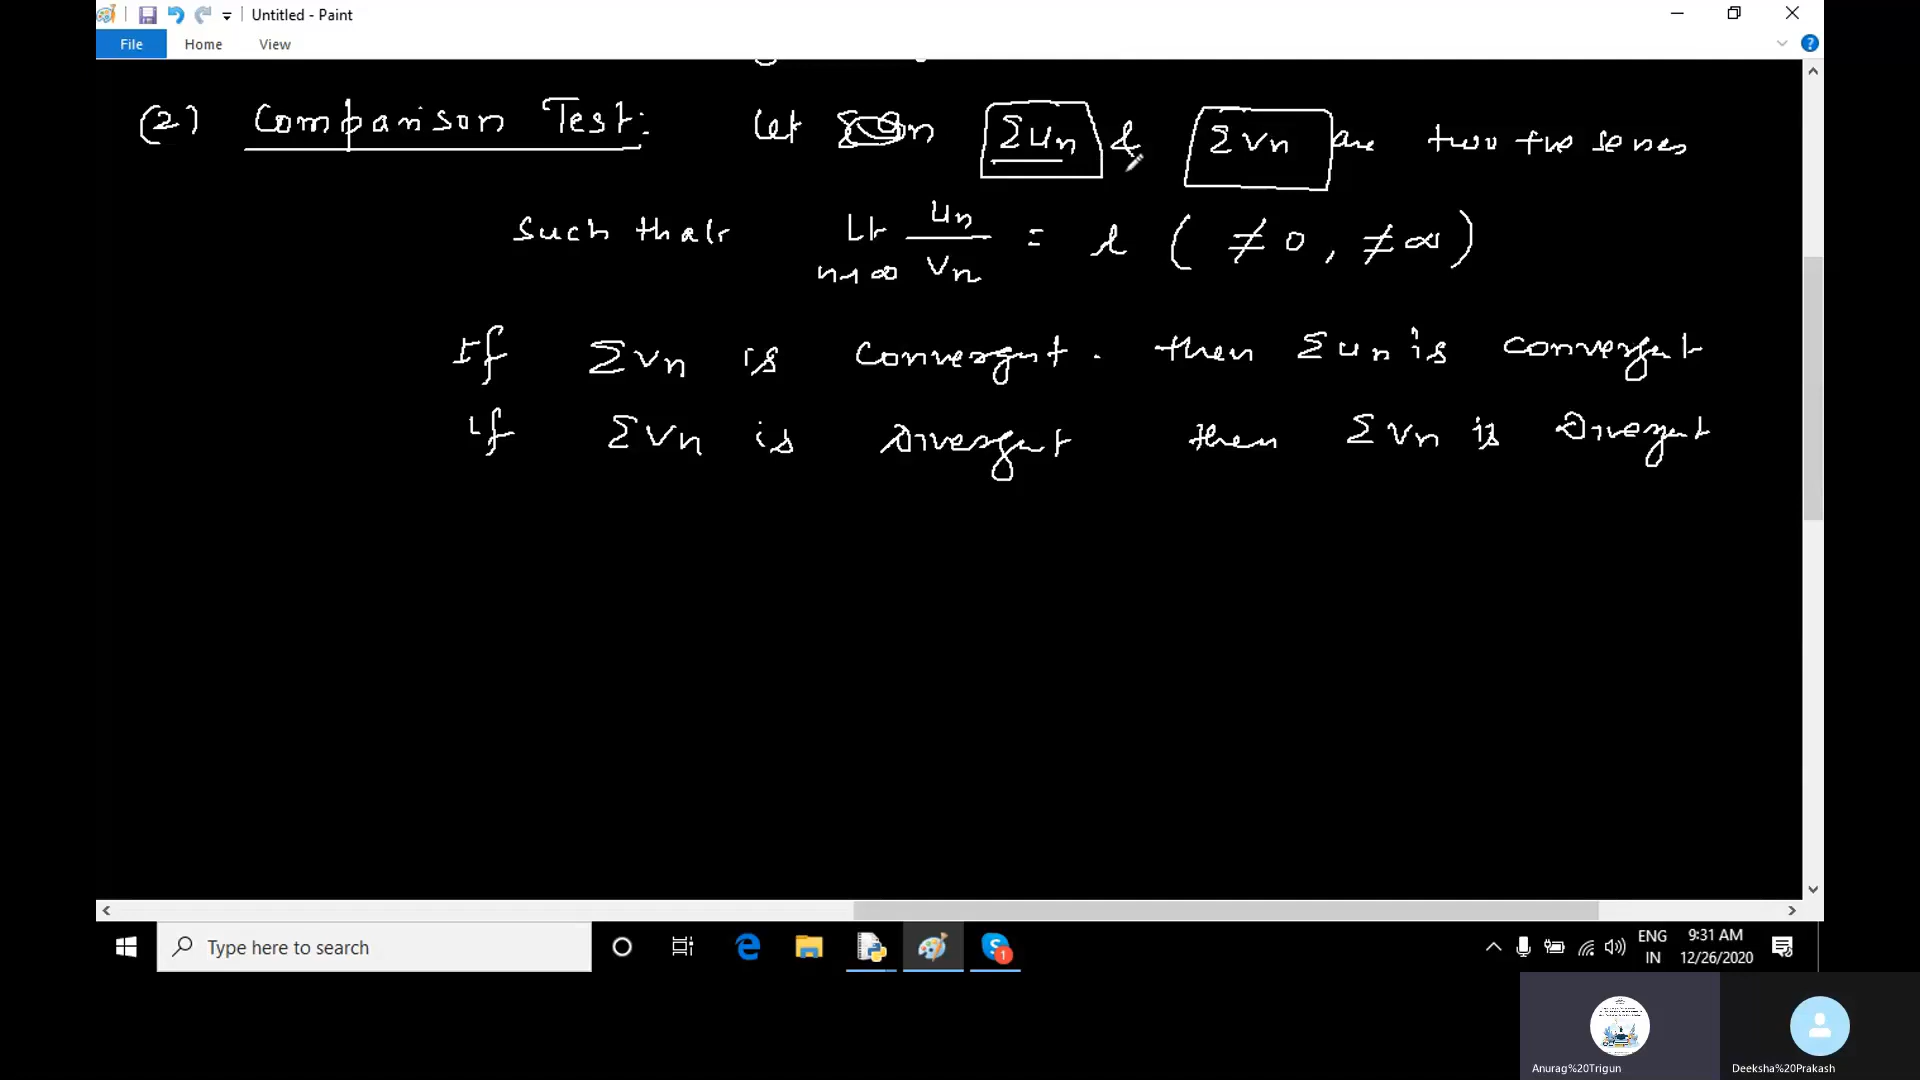 Untitled - Paint
File Home View
(2) Comparison Test: Let Σ n Σun & Σvn are two +ve series
Such that Lt n→∞ un/vn = l ( ≠ 0, ≠ ∞ )
If Σvn is convergent. then Σun is convergent
If Σvn is Divergent then Σvn is Divergent
Type here to search
1
ENG
IN
9:31 AM
12/26/2020
Anurag%20Trigun
Deeksha%20Prakash